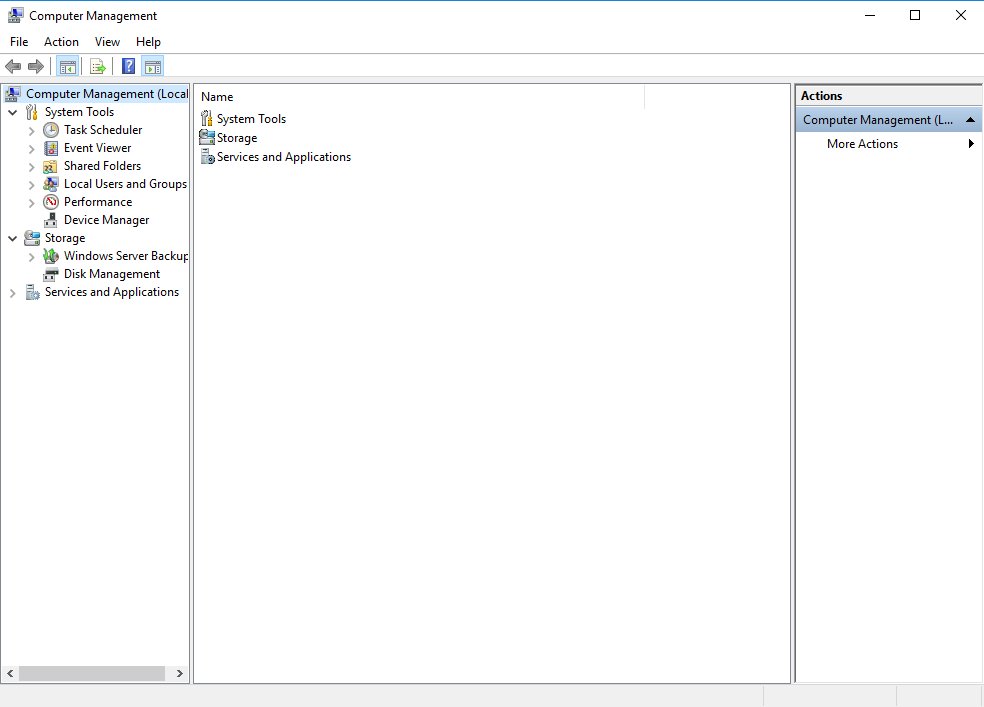 Computer Management
File Action View Help
Computer Management (Local
System Tools
Task Scheduler
Event Viewer
Shared Folders
Local Users and Groups
Performance
Device Manager
Storage
Windows Server Backup
Disk Management
Services and Applications
Name
System Tools
Storage
Services and Applications
Actions
Computer Management (L...
More Actions